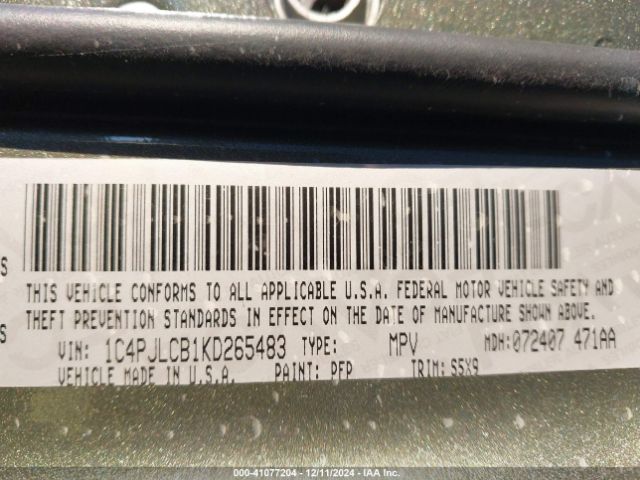 THIS VEHICLE CONFORMS TO ALL APPLICABLE U.S.A. FEDERAL MOTOR VEHICLE SAFETY AND
THEFT PREVENTION STANDARDS IN EFFECT ON THE DATE OF MANUFACTURE SHOWN ABOVE.
VIN: 1C4PJLCB1KD265483 TYPE: MPV MDH:072407 471AA
VEHICLE MADE IN U.S.A. PAINT: PFP TRIM: S5X9
000-41077204 - 12/11/2024 - IAA Inc.